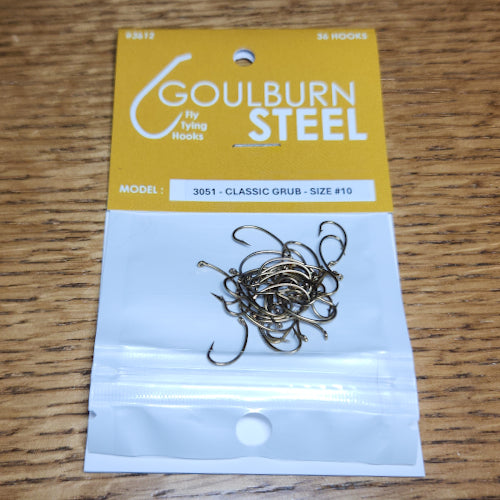 93612
36 HOOKS
GOULBURN
Fly
Tying
Hooks
STEEL
MODEL :
3051 - CLASSIC GRUB - SIZE #10